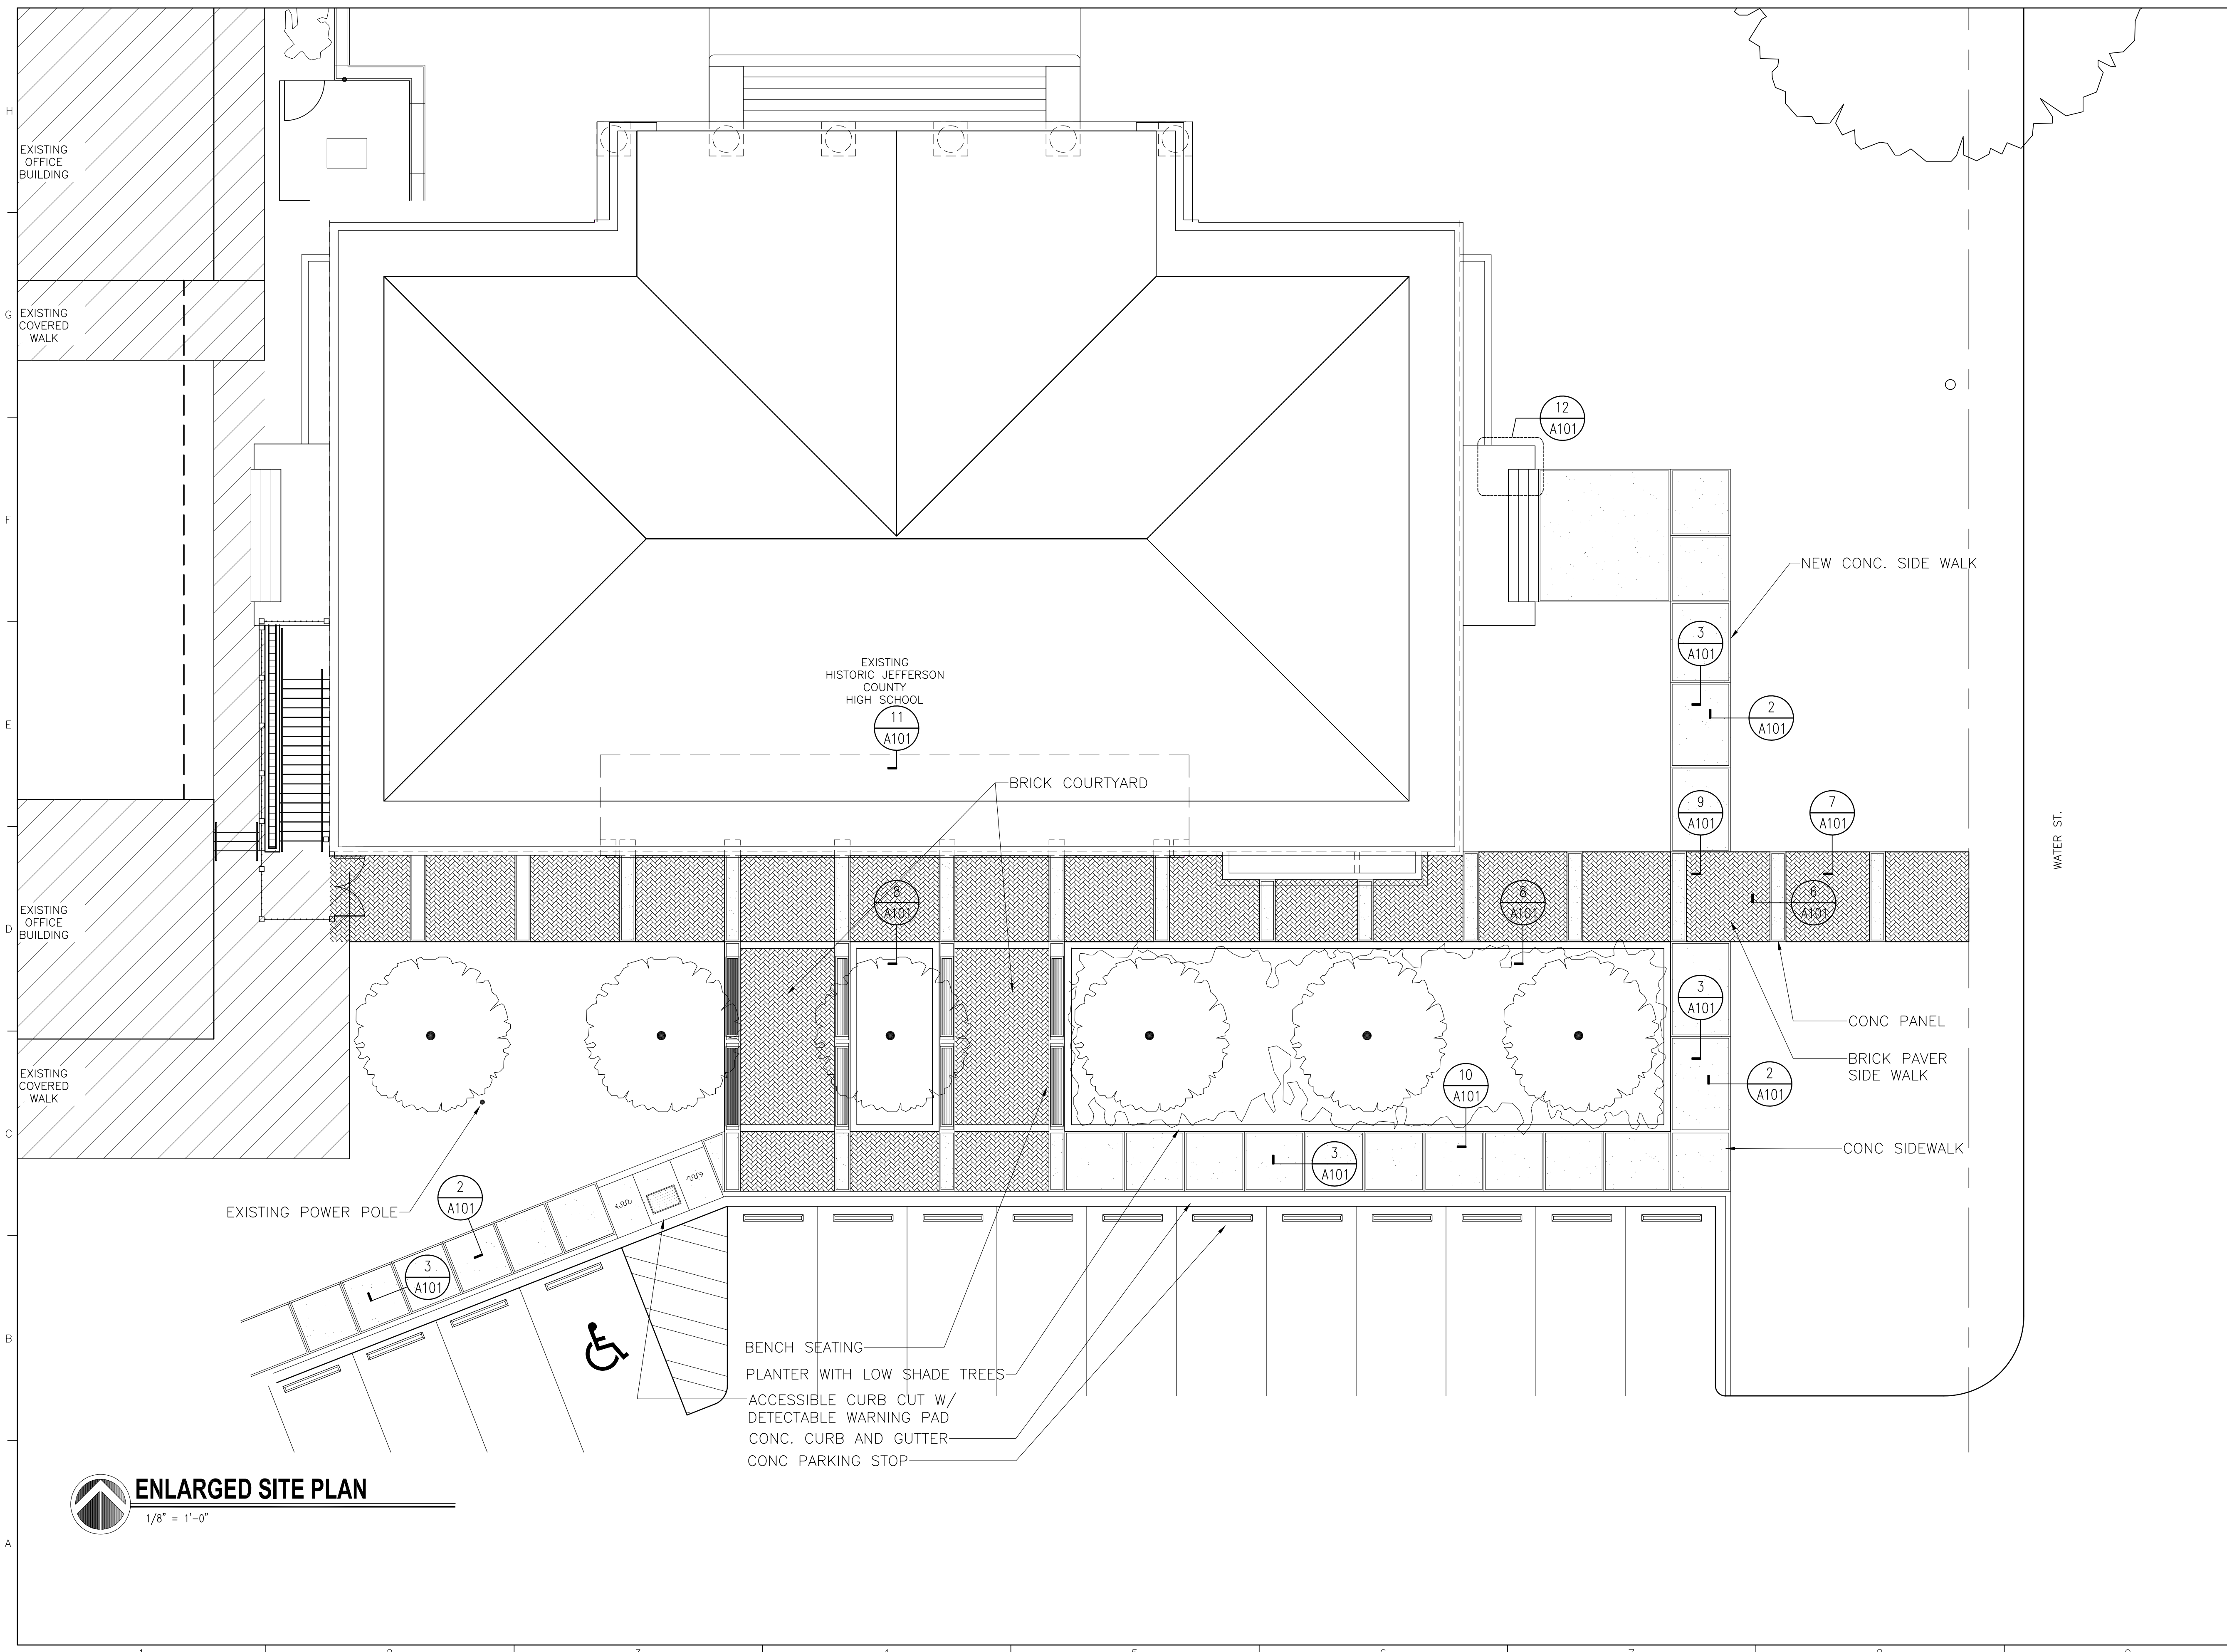 H
EXISTING
OFFICE
BUILDING
G
EXISTING
COVERED
WALK
12
A101
F
NEW CONC. SIDE WALK
3
A101
EXISTING
HISTORIC JEFFERSON
COUNTY
HIGH SCHOOL
11
A101
2
A101
E
BRICK COURTYARD
9
A101
7
A101
WATER ST.
8
A101
8
A101
6
A101
EXISTING
OFFICE
BUILDING
D
3
A101
CONC PANEL
BRICK PAVER
SIDE WALK
EXISTING
COVERED
WALK
10
A101
2
A101
C
CONC SIDEWALK
3
A101
2
A101
EXISTING POWER POLE
3
A101
B
BENCH SEATING
PLANTER WITH LOW SHADE TREES
ACCESSIBLE CURB CUT W/
DETECTABLE WARNING PAD
CONC. CURB AND GUTTER
CONC PARKING STOP
ENLARGED SITE PLAN
1/8" = 1'-0"
A